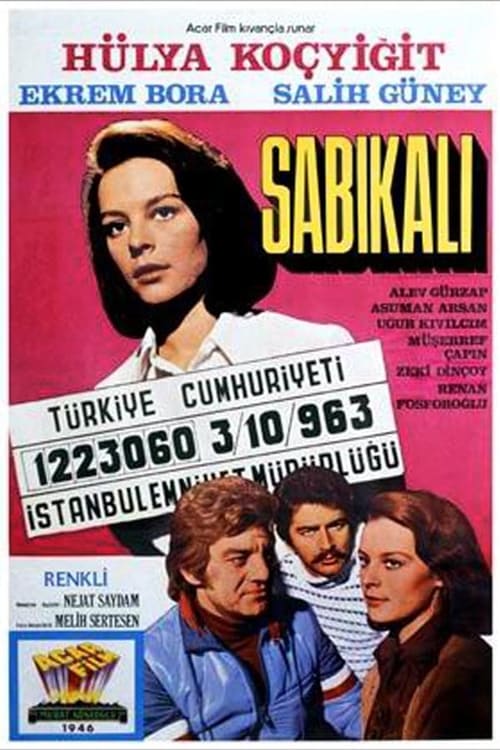 Acar Film kıvançla sunar
HÜLYA KOÇYİĞİT
EKREM BORA SALİH GÜNEY
SABIKALI
ALEV GÜRZAP
ASUMAN ARSAN
UĞUR KIVILCIM
MÜŞERREF
ÇAPIN
ZEKİ DİNÇOY
RENAN
FOSFOROĞLU
TÜRKİYE CUMHURİYETİ
1223060 3/10/963
İSTANBUL EMNİYET MÜDÜRLÜĞÜ
RENKLİ
NEJAT SAYDAM
MELİH SERTESEN
ACAR
FİLM
1946